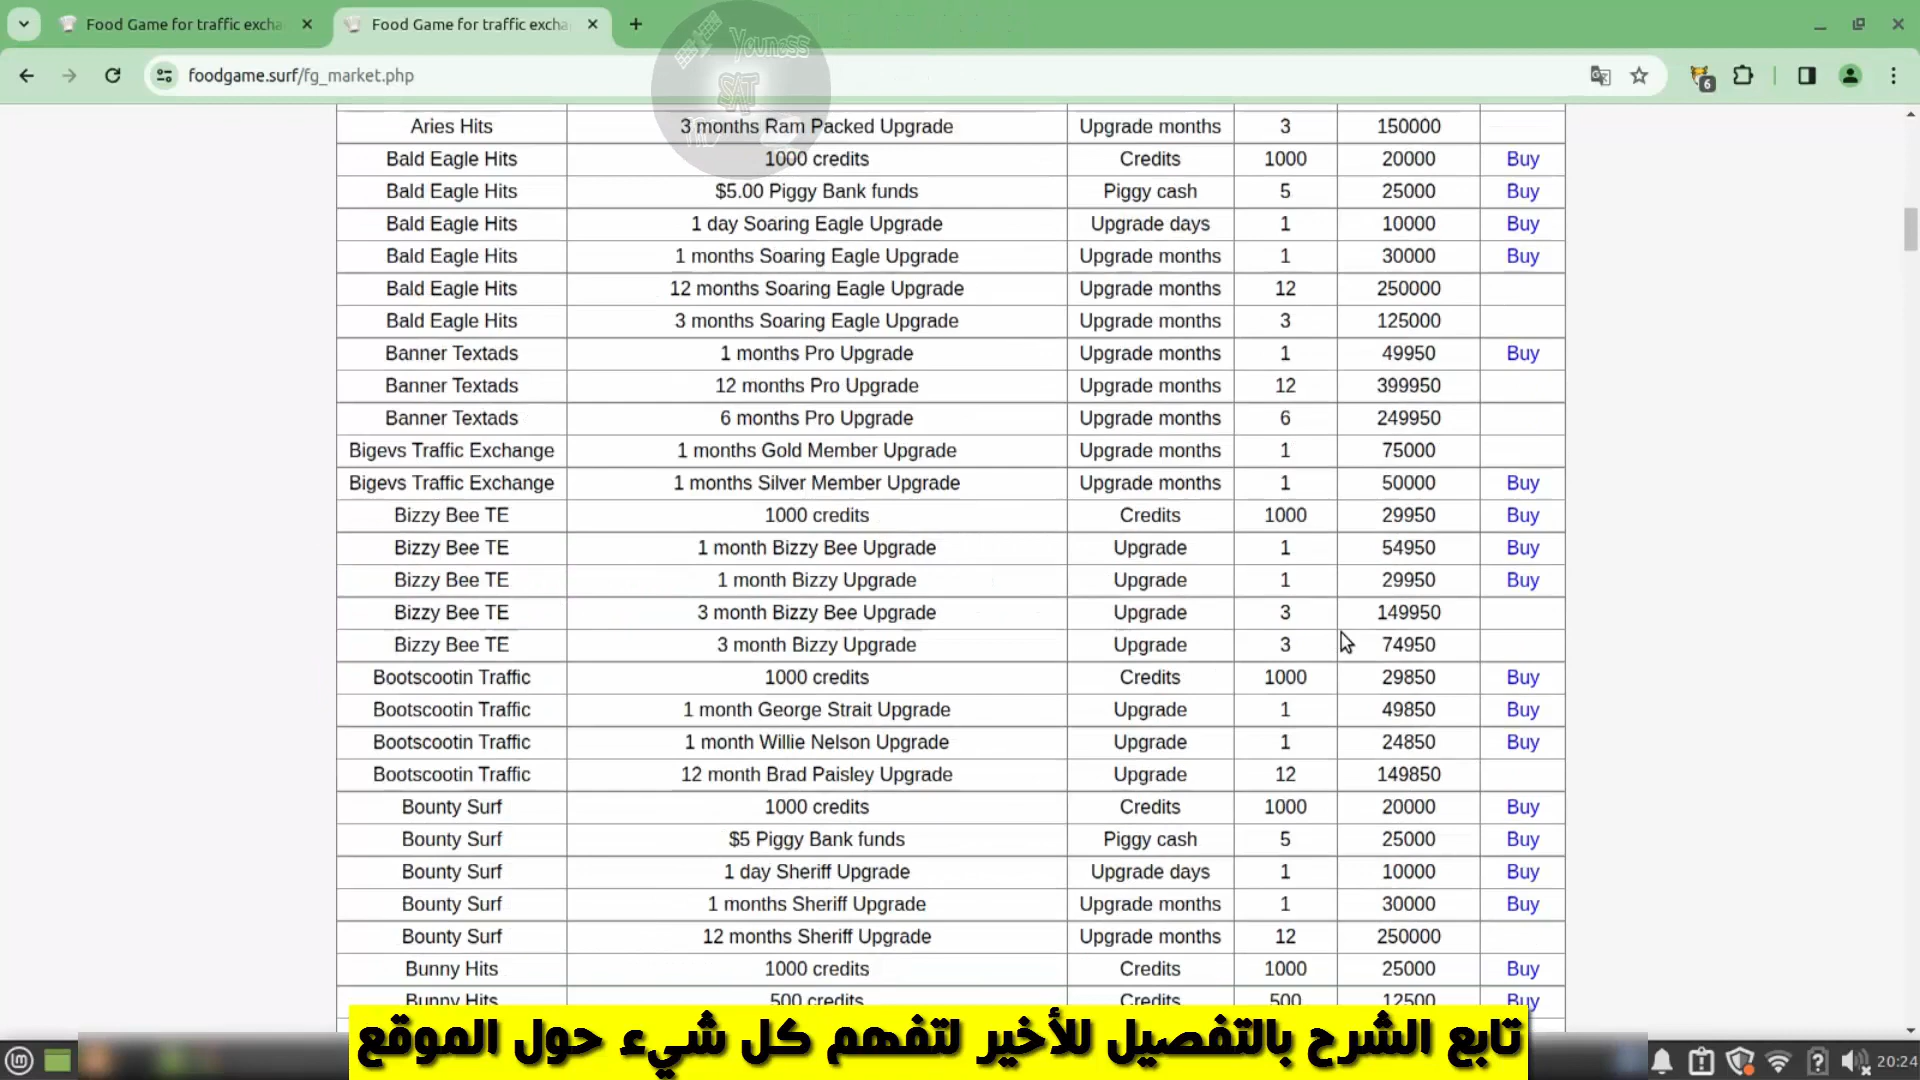 Food Game for traffic excha
Food Game for traffic excha
Youness
SAT
foodgame.surf/fg_market.php
6
Aries Hits 3 months Ram Packed Upgrade Upgrade months 3 150000
Bald Eagle Hits 1000 credits Credits 1000 20000 Buy
Bald Eagle Hits $5.00 Piggy Bank funds Piggy cash 5 25000 Buy
Bald Eagle Hits 1 day Soaring Eagle Upgrade Upgrade days 1 10000 Buy
Bald Eagle Hits 1 months Soaring Eagle Upgrade Upgrade months 1 30000 Buy
Bald Eagle Hits 12 months Soaring Eagle Upgrade Upgrade months 12 250000
Bald Eagle Hits 3 months Soaring Eagle Upgrade Upgrade months 3 125000
Banner Textads 1 months Pro Upgrade Upgrade months 1 49950 Buy
Banner Textads 12 months Pro Upgrade Upgrade months 12 399950
Banner Textads 6 months Pro Upgrade Upgrade months 6 249950
Bigevs Traffic Exchange 1 months Gold Member Upgrade Upgrade months 1 75000
Bigevs Traffic Exchange 1 months Silver Member Upgrade Upgrade months 1 50000 Buy
Bizzy Bee TE 1000 credits Credits 1000 29950 Buy
Bizzy Bee TE 1 month Bizzy Bee Upgrade Upgrade 1 54950 Buy
Bizzy Bee TE 1 month Bizzy Upgrade Upgrade 1 29950 Buy
Bizzy Bee TE 3 month Bizzy Bee Upgrade Upgrade 3 149950
Bizzy Bee TE 3 month Bizzy Upgrade Upgrade 3 74950
Bootscootin Traffic 1000 credits Credits 1000 29850 Buy
Bootscootin Traffic 1 month George Strait Upgrade Upgrade 1 49850 Buy
Bootscootin Traffic 1 month Willie Nelson Upgrade Upgrade 1 24850 Buy
Bootscootin Traffic 12 month Brad Paisley Upgrade Upgrade 12 149850
Bounty Surf 1000 credits Credits 1000 20000 Buy
Bounty Surf $5 Piggy Bank funds Piggy cash 5 25000 Buy
Bounty Surf 1 day Sheriff Upgrade Upgrade days 1 10000 Buy
Bounty Surf 1 months Sheriff Upgrade Upgrade months 1 30000 Buy
Bounty Surf 12 months Sheriff Upgrade Upgrade months 12 250000
Bunny Hits 1000 credits Credits 1000 25000 Buy
Bunny Hits 500 credits Credits 500 12500 Buy
تابع الشرح بالتفصيل للأخير لتفهم كل شيء حول الموقع
20:24